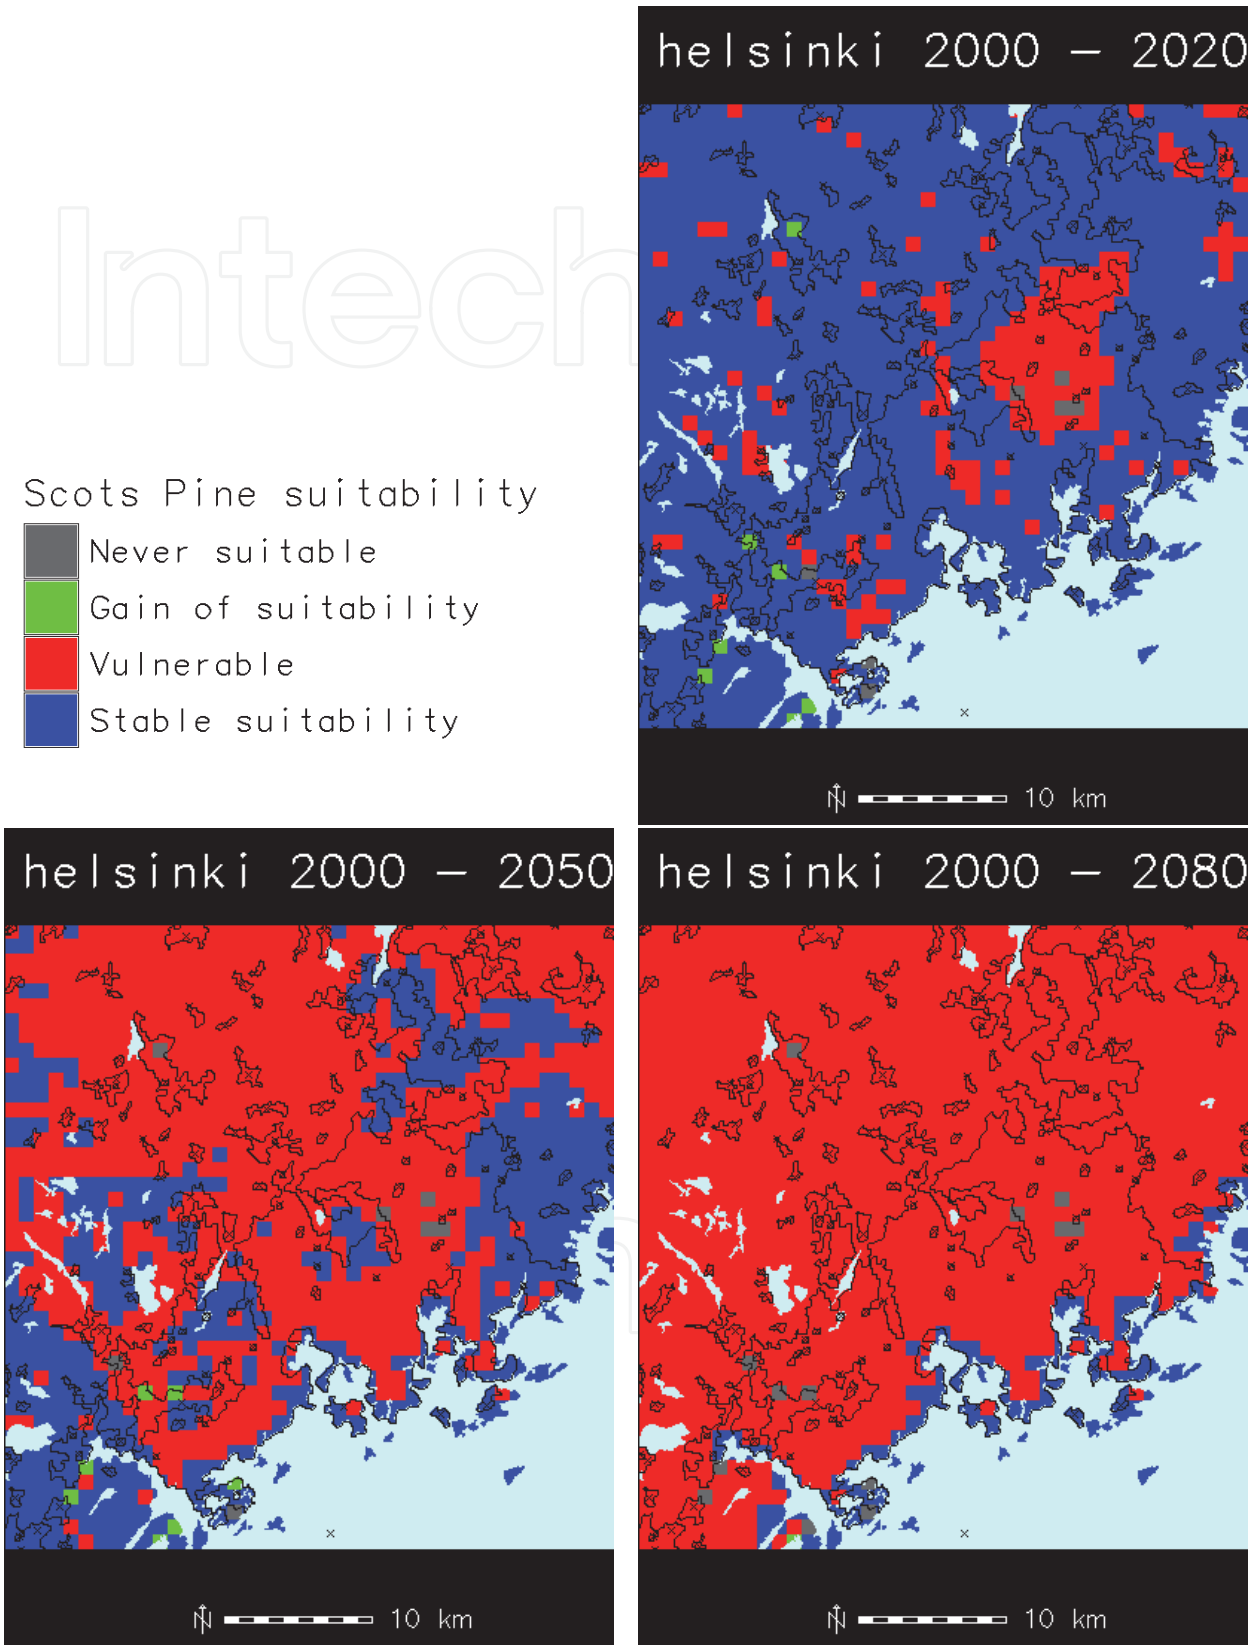 helsinki 2000 – 2020
Intech
Scots Pine suitability
Never suitable
Gain of suitability
Vulnerable
Stable suitability
N 10 km
helsinki 2000 – 2050
helsinki 2000 – 2080
N 10 km
N 10 km